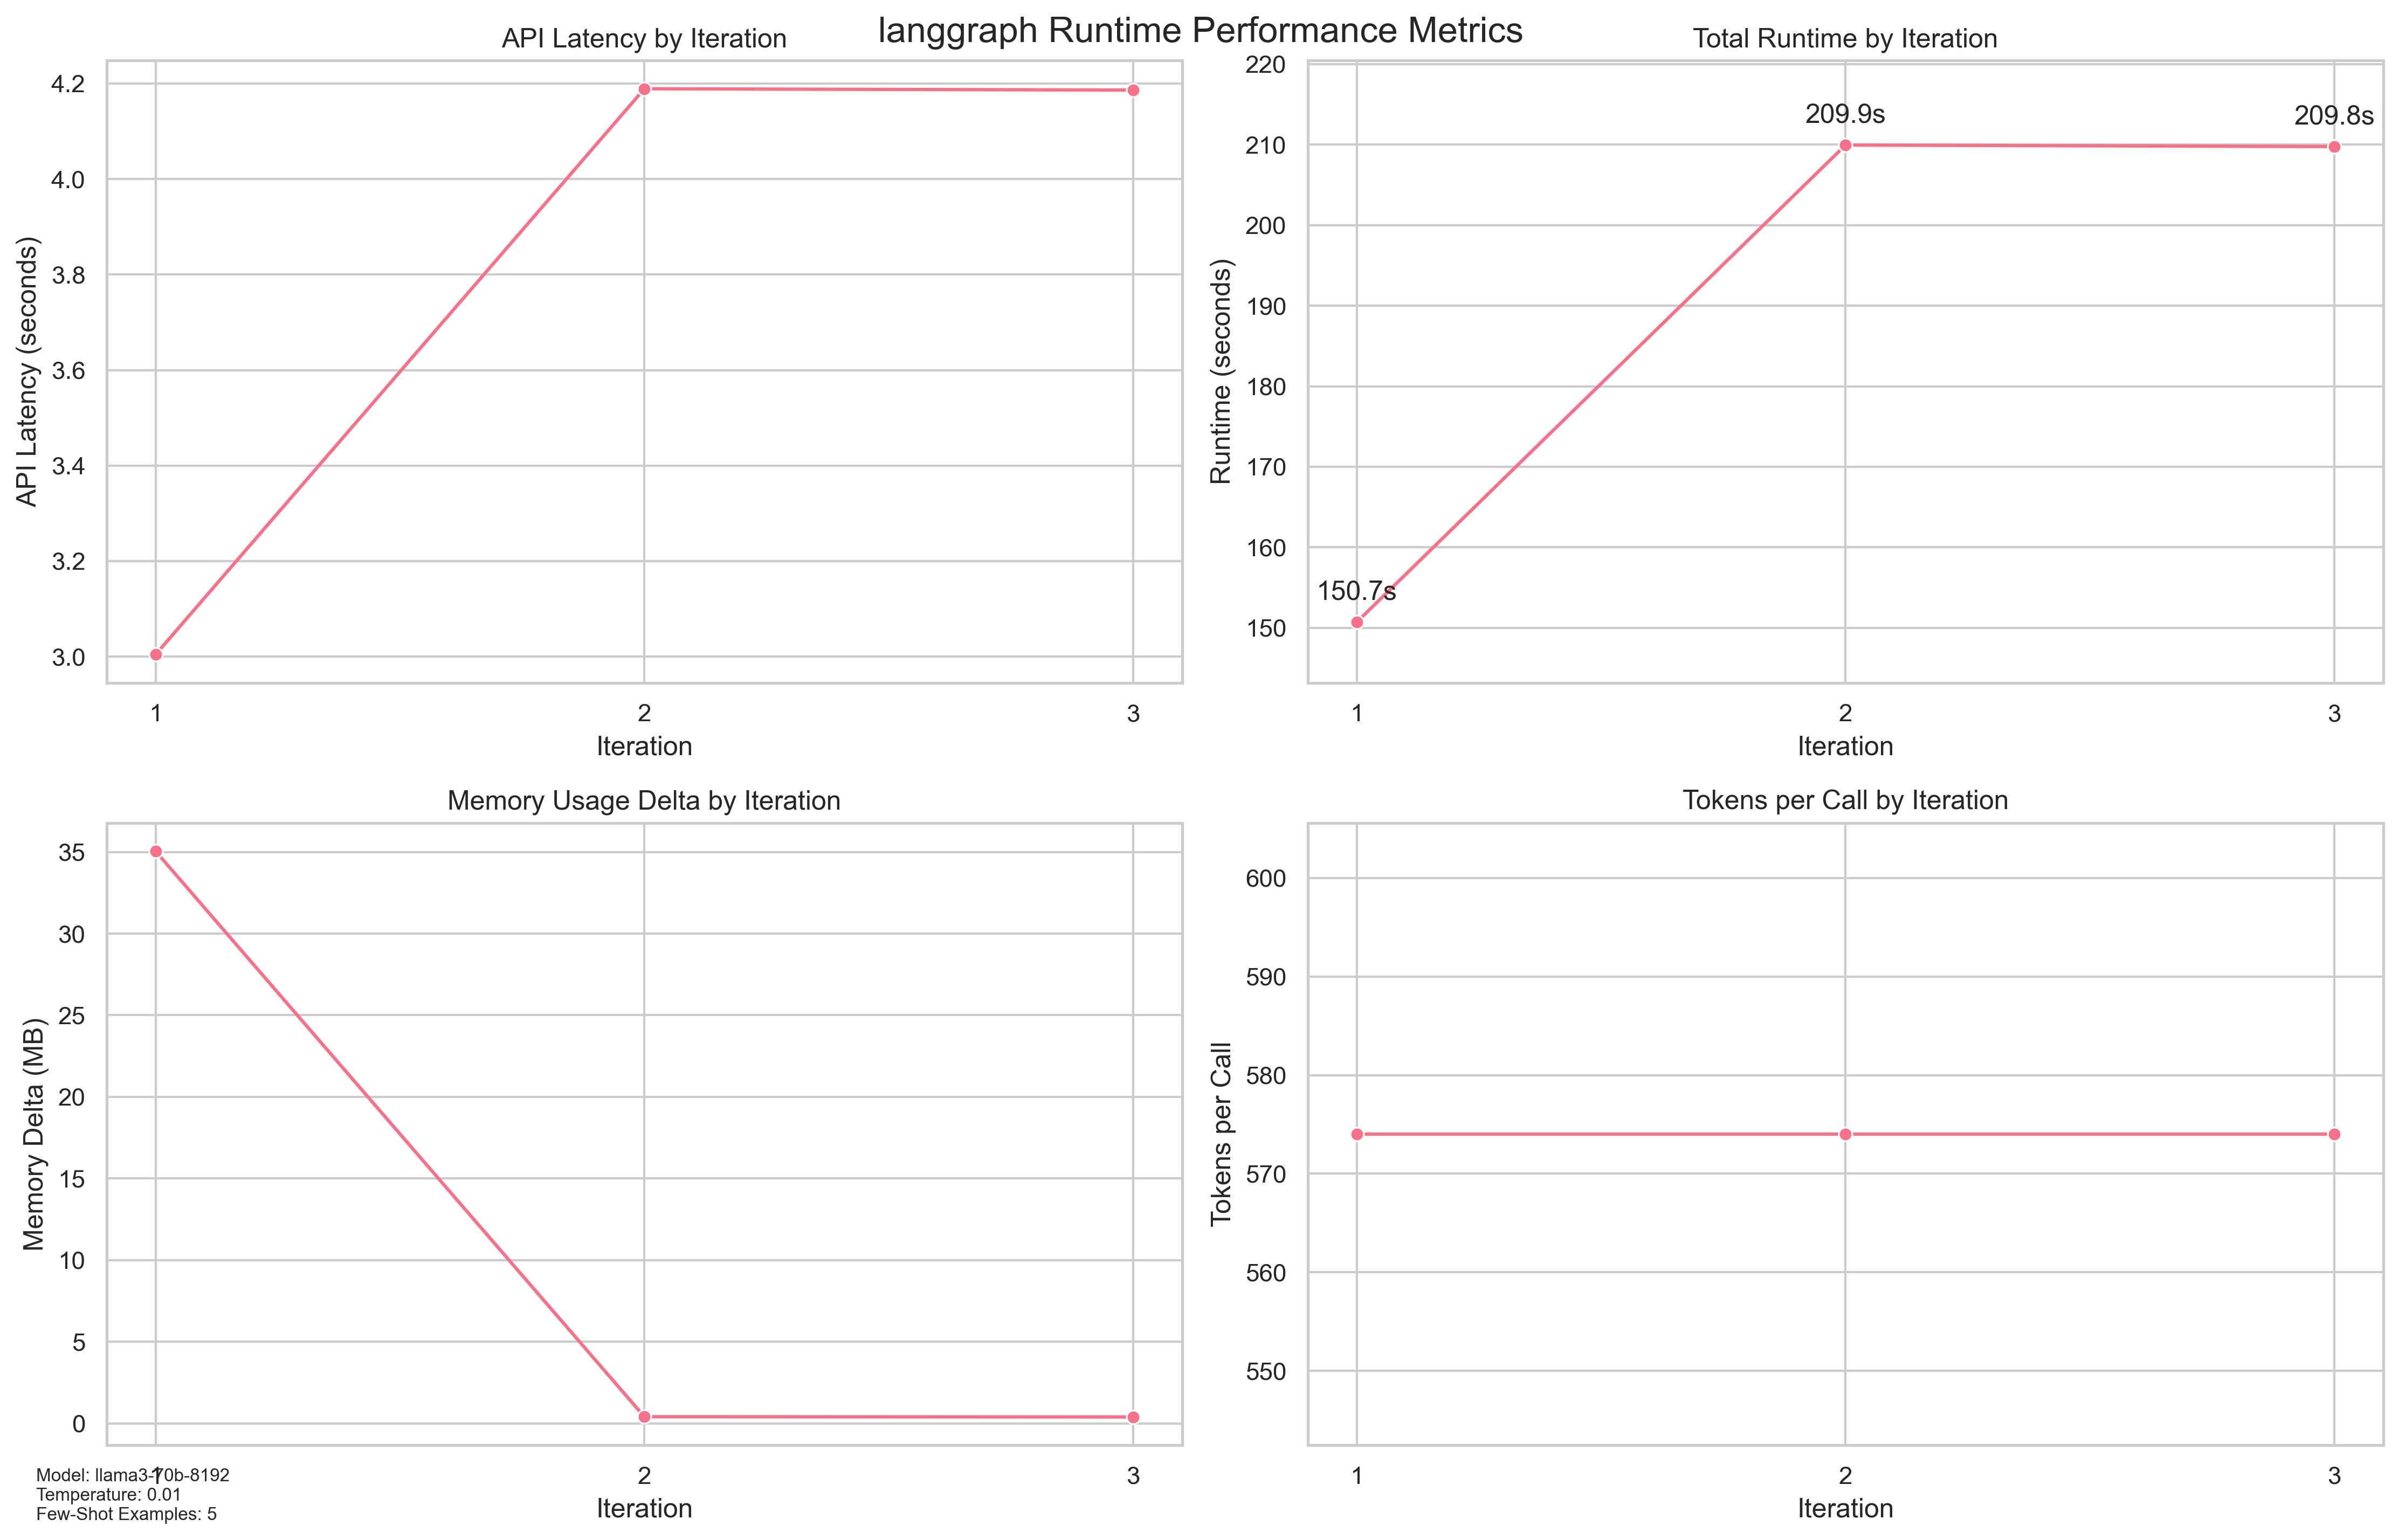 langgraph Runtime Performance Metrics
API Latency by Iteration
API Latency (seconds)
4.2
4.0
3.8
3.6
3.4
3.2
3.0
1 2 3
Iteration
Total Runtime by Iteration
Runtime (seconds)
220
210
200
190
180
170
160
150
150.7s
209.9s
209.8s
1 2 3
Iteration
Memory Usage Delta by Iteration
Memory Delta (MB)
35
30
25
20
15
10
5
0
1 2 3
Iteration
Tokens per Call by Iteration
Tokens per Call
600
590
580
570
560
550
1 2 3
Iteration
Model: llama3-70b-8192
Temperature: 0.01
Few-Shot Examples: 5